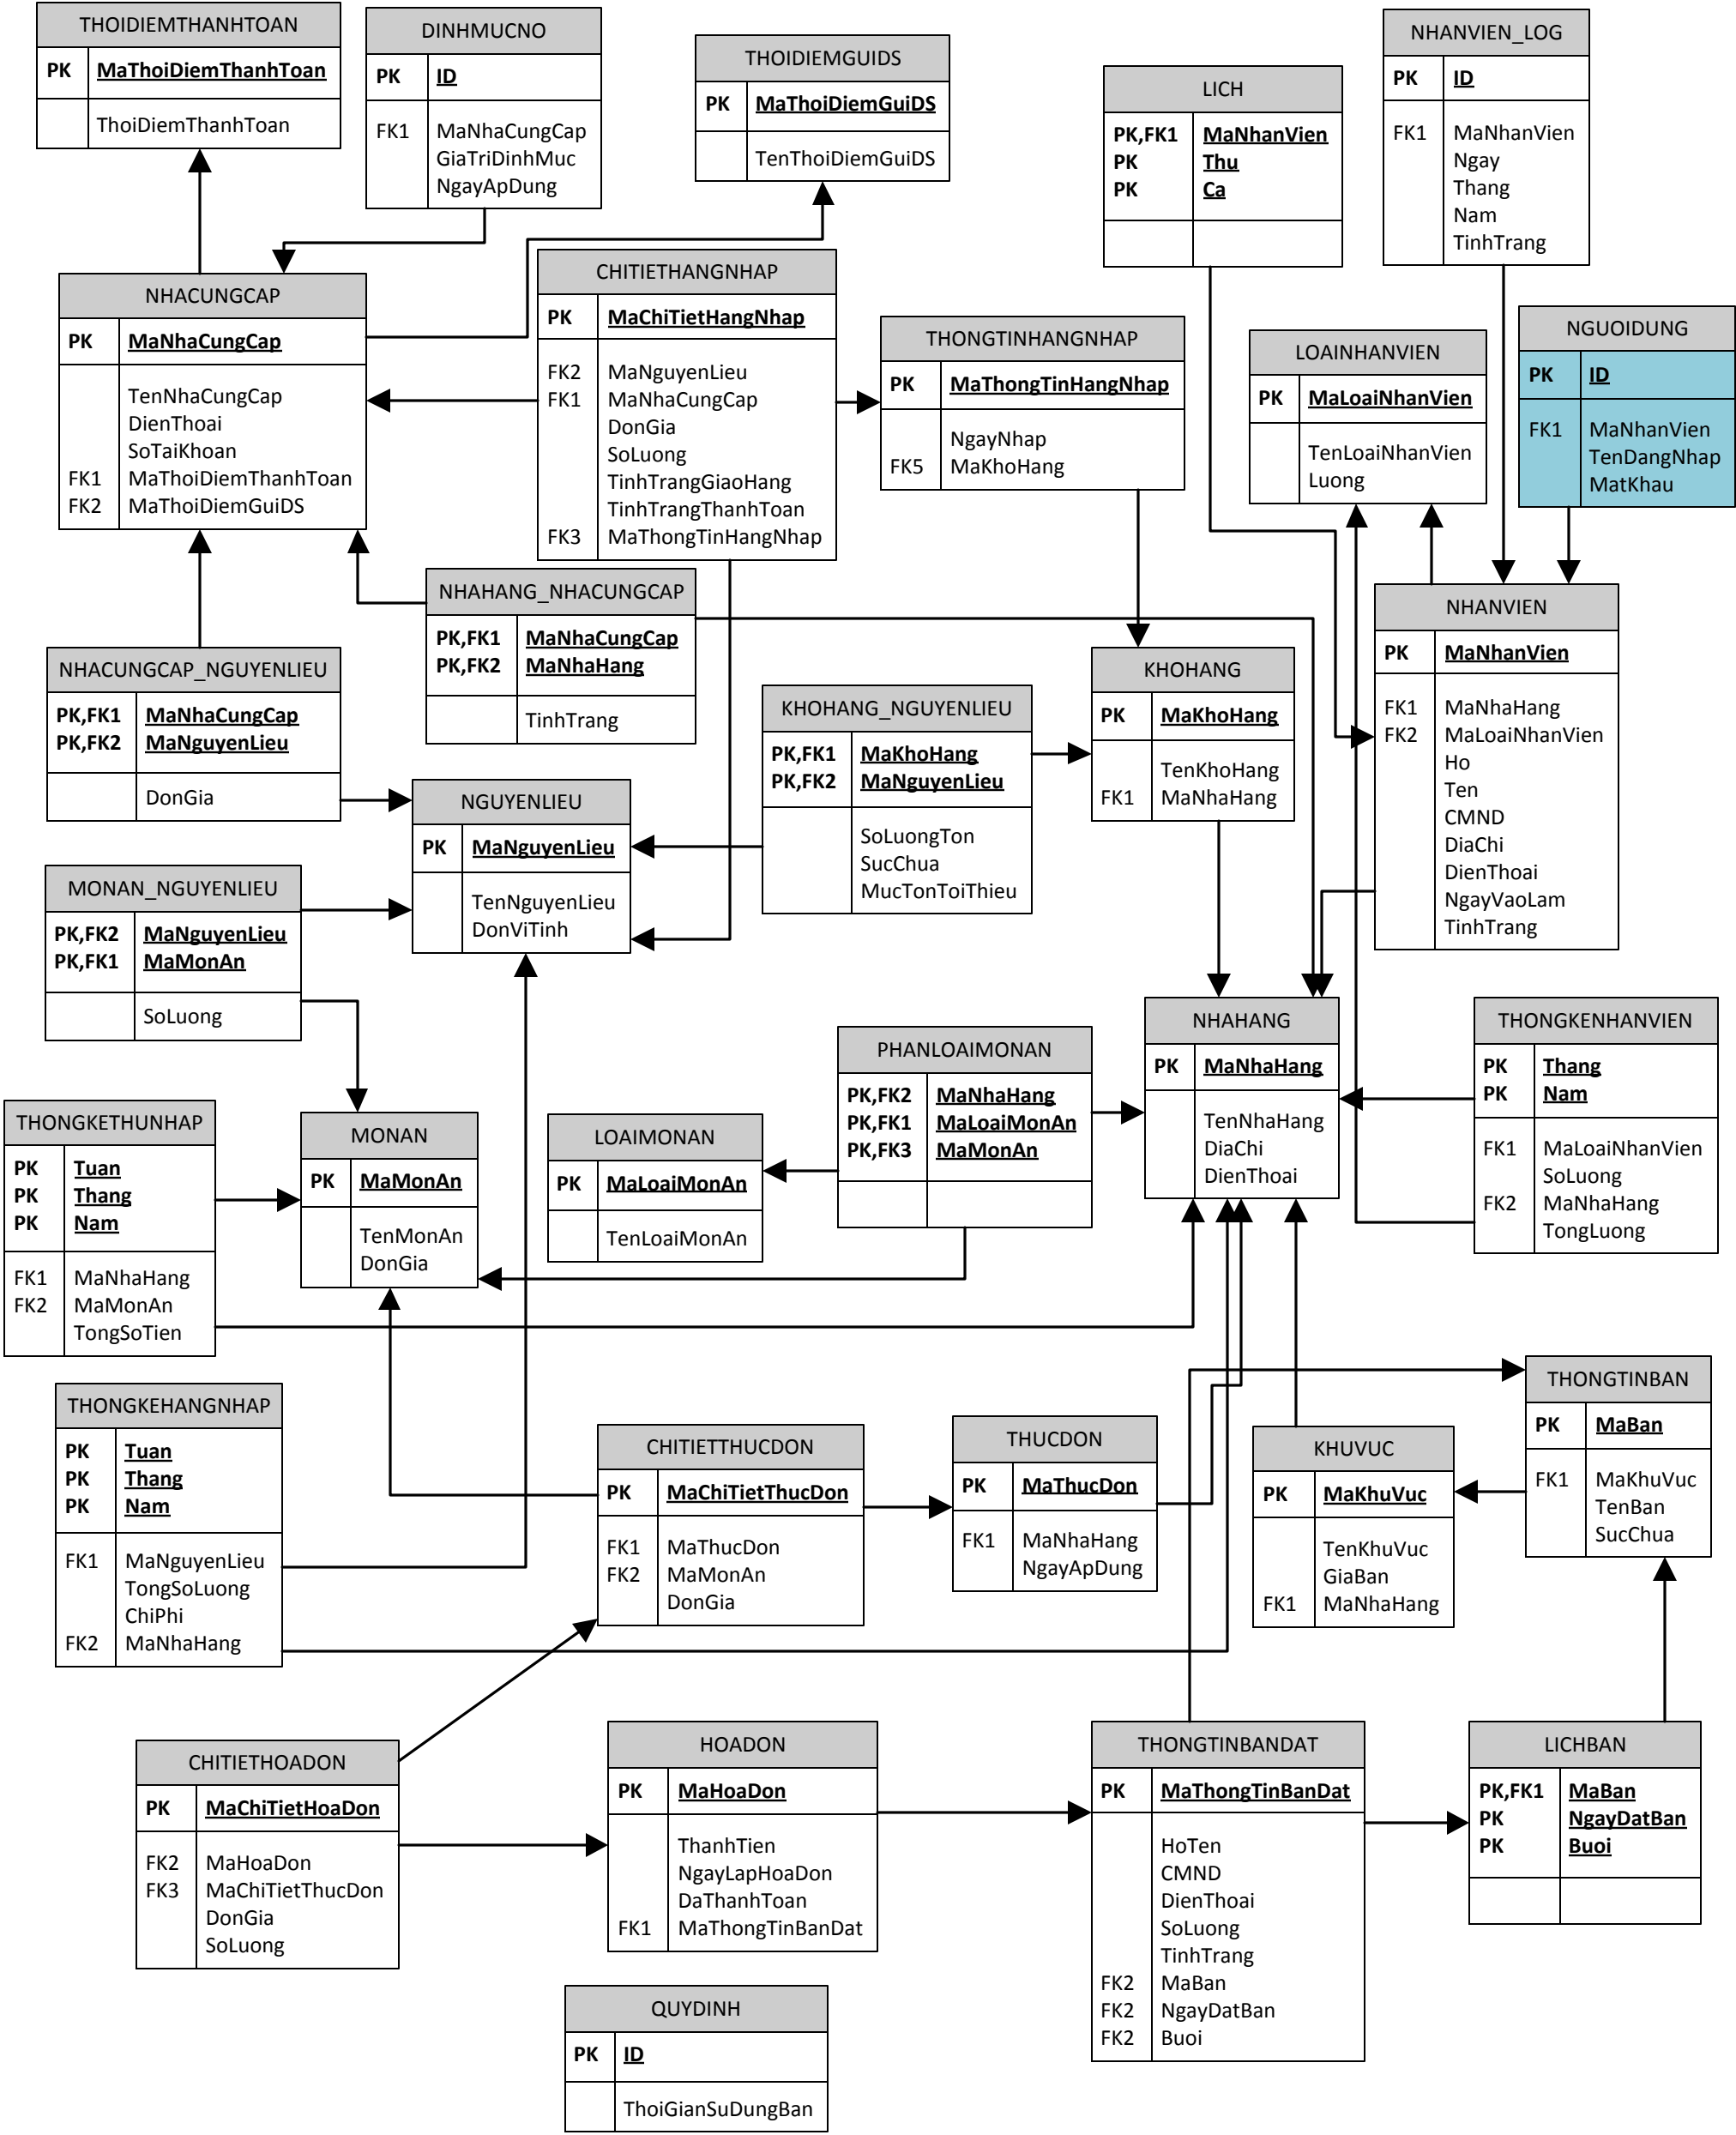 THOIDIEMTHANHTOAN
PK MaThoiDiemThanhToan
ThoiDiemThanhToan
DINHMUCNO
PK ID
FK1 MaNhaCungCap
GiaTriDinhMuc
NgayApDung
THOIDIEMGUIDS
PK MaThoiDiemGuiDS
TenThoiDiemGuiDS
LICH
PK,FK1 MaNhanVien
PK Thu
PK Ca
NHANVIEN_LOG
PK ID
FK1 MaNhanVien
Ngay
Thang
Nam
TinhTrang
NHACUNGCAP
PK MaNhaCungCap
TenNhaCungCap
DienThoai
SoTaiKhoan
FK1 MaThoiDiemThanhToan
FK2 MaThoiDiemGuiDS
CHITIETHANGNHAP
PK MaChiTietHangNhap
FK2 MaNguyenLieu
FK1 MaNhaCungCap
DonGia
SoLuong
TinhTrangGiaoHang
TinhTrangThanhToan
FK3 MaThongTinHangNhap
THONGTINHANGNHAP
PK MaThongTinHangNhap
NgayNhap
FK5 MaKhoHang
LOAINHANVIEN
PK MaLoaiNhanVien
TenLoaiNhanVien
Luong
NGUOIDUNG
PK ID
FK1 MaNhanVien
TenDangNhap
MatKhau
NHAHANG_NHACUNGCAP
PK,FK1 MaNhaCungCap
PK,FK2 MaNhaHang
TinhTrang
NHANVIEN
PK MaNhanVien
FK1 MaNhaHang
FK2 MaLoaiNhanVien
Ho
Ten
CMND
DiaChi
DienThoai
NgayVaoLam
TinhTrang
NHACUNGCAP_NGUYENLIEU
PK,FK1 MaNhaCungCap
PK,FK2 MaNguyenLieu
DonGia
KHOHANG
PK MaKhoHang
TenKhoHang
FK1 MaNhaHang
KHOHANG_NGUYENLIEU
PK,FK1 MaKhoHang
PK,FK2 MaNguyenLieu
SoLuongTon
SucChua
MucTonToiThieu
NGUYENLIEU
PK MaNguyenLieu
TenNguyenLieu
DonViTinh
MONAN_NGUYENLIEU
PK,FK2 MaNguyenLieu
PK,FK1 MaMonAn
SoLuong
NHAHANG
PK MaNhaHang
TenNhaHang
DiaChi
DienThoai
THONGKENHANVIEN
PK Thang
PK Nam
FK1 MaLoaiNhanVien
SoLuong
FK2 MaNhaHang
TongLuong
PHANLOAIMONAN
PK,FK2 MaNhaHang
PK,FK1 MaLoaiMonAn
PK,FK3 MaMonAn
THONGKETHUNHAP
PK Tuan
PK Thang
PK Nam
FK1 MaNhaHang
FK2 MaMonAn
TongSoTien
MONAN
PK MaMonAn
TenMonAn
DonGia
LOAIMONAN
PK MaLoaiMonAn
TenLoaiMonAn
THONGTINBAN
PK MaBan
FK1 MaKhuVuc
TenBan
SucChua
THONGKEHANGNHAP
PK Tuan
PK Thang
PK Nam
FK1 MaNguyenLieu
TongSoLuong
ChiPhi
FK2 MaNhaHang
CHITIETTHUCDON
PK MaChiTietThucDon
FK1 MaThucDon
FK2 MaMonAn
DonGia
THUCDON
PK MaThucDon
FK1 MaNhaHang
NgayApDung
KHUVUC
PK MaKhuVuc
TenKhuVuc
GiaBan
FK1 MaNhaHang
CHITIETHOADON
PK MaChiTietHoaDon
FK2 MaHoaDon
FK3 MaChiTietThucDon
DonGia
SoLuong
HOADON
PK MaHoaDon
ThanhTien
NgayLapHoaDon
DaThanhToan
FK1 MaThongTinBanDat
THONGTINBANDAT
PK MaThongTinBanDat
HoTen
CMND
DienThoai
SoLuong
TinhTrang
FK2 MaBan
FK2 NgayDatBan
FK2 Buoi
LICHBAN
PK,FK1 MaBan
PK NgayDatBan
PK Buoi
QUYDINH
PK ID
ThoiGianSuDungBan